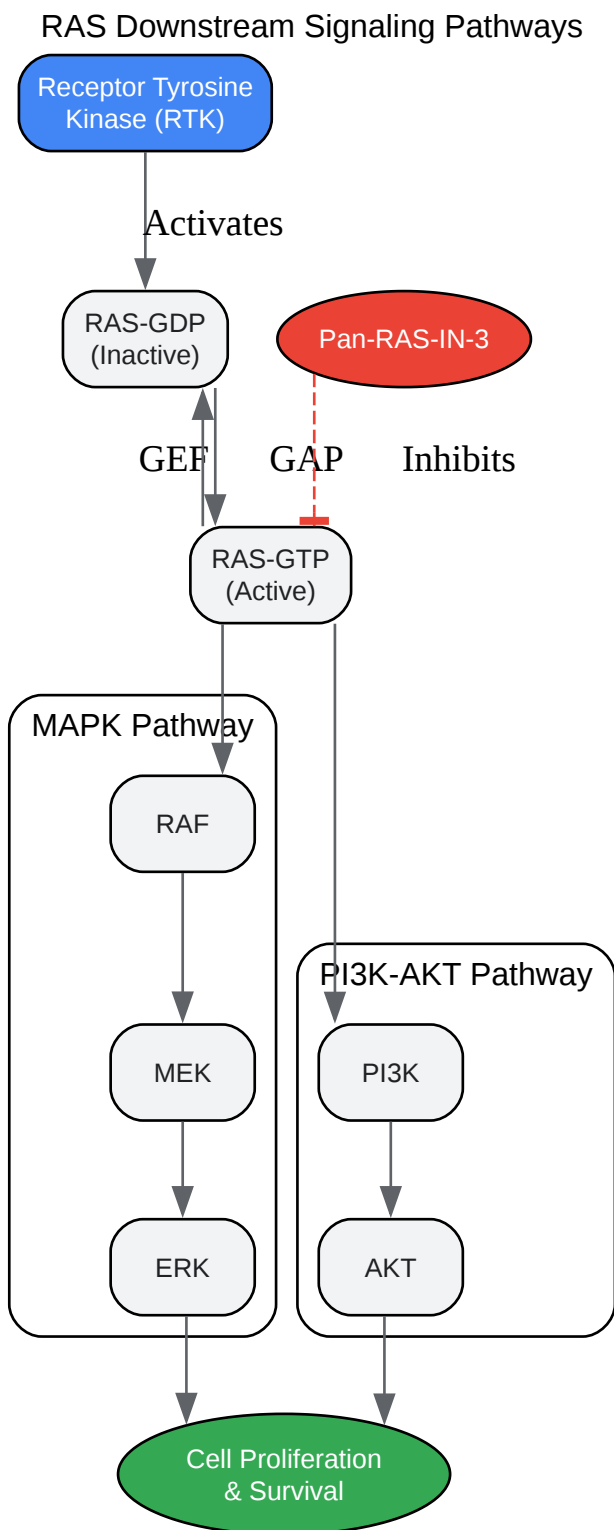 RAS Downstream Signaling Pathways
Receptor Tyrosine
Kinase (RTK)
Activates
RAS-GDP
(Inactive)
Pan-RAS-IN-3
GEF
GAP
Inhibits
RAS-GTP
(Active)
MAPK Pathway
RAF
PI3K-AKT Pathway
MEK
PI3K
ERK
AKT
Cell Proliferation
& Survival